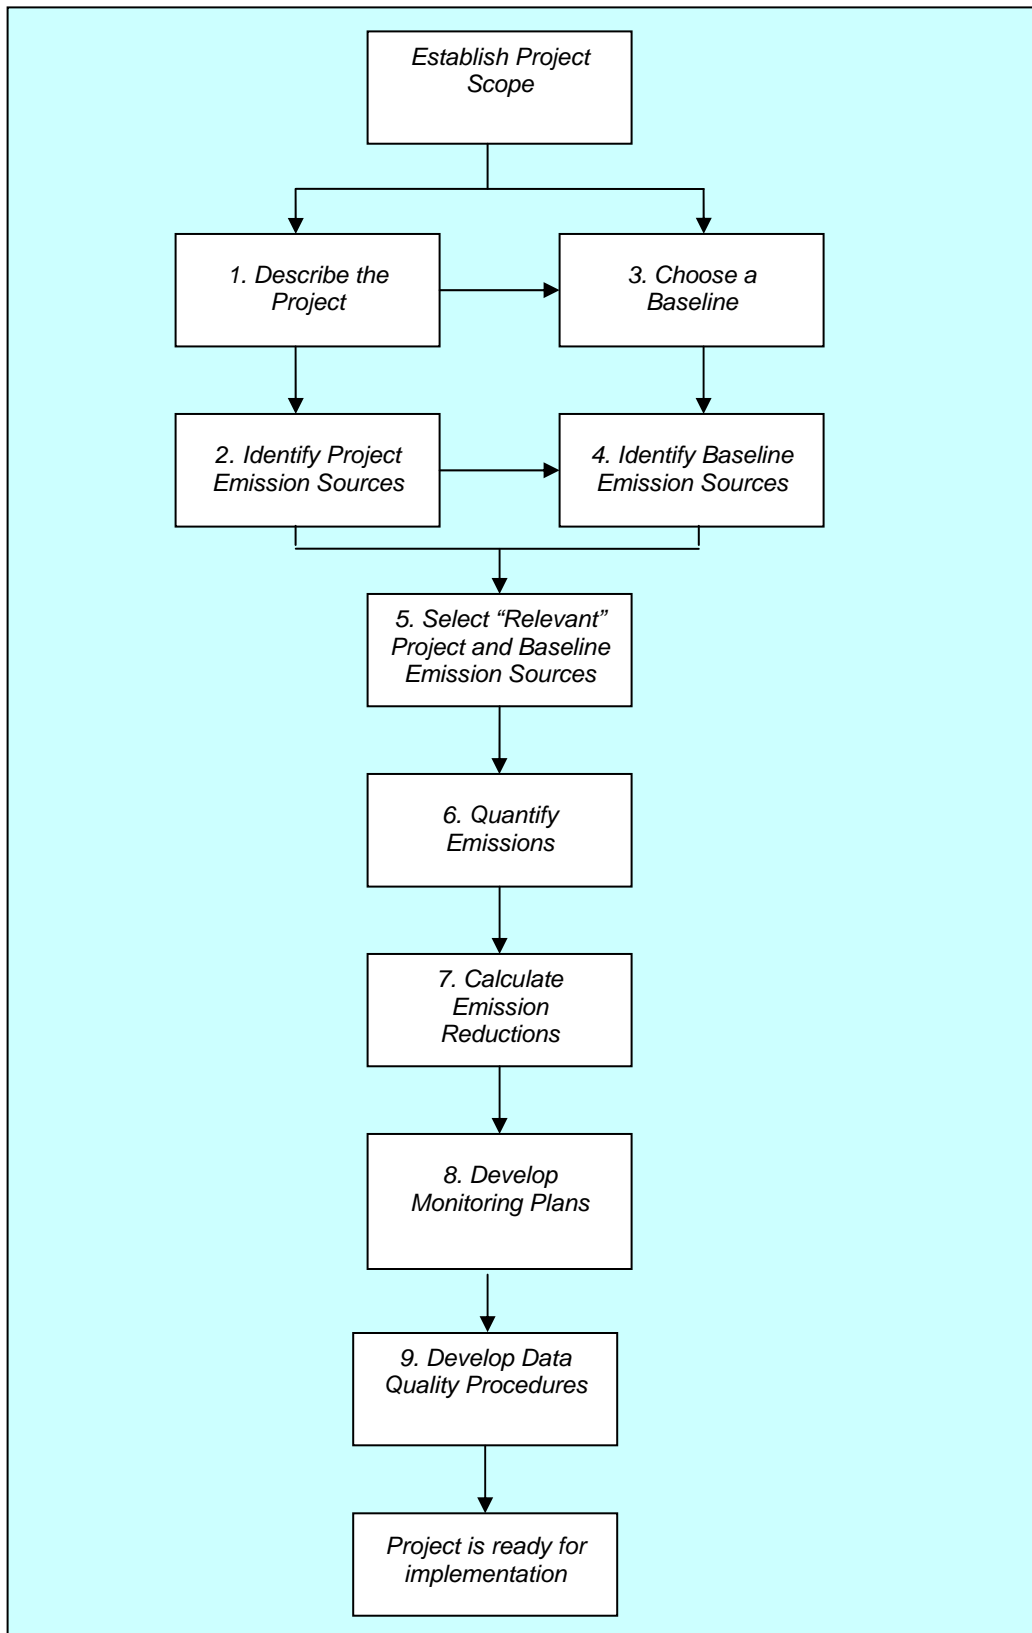 Establish Project
Scope
1. Describe the
Project
3. Choose a
Baseline
2. Identify Project
Emission Sources
4. Identify Baseline
Emission Sources
5. Select “Relevant”
Project and Baseline
Emission Sources
6. Quantify
Emissions
7. Calculate
Emission
Reductions
8. Develop
Monitoring Plans
9. Develop Data
Quality Procedures
Project is ready for
implementation